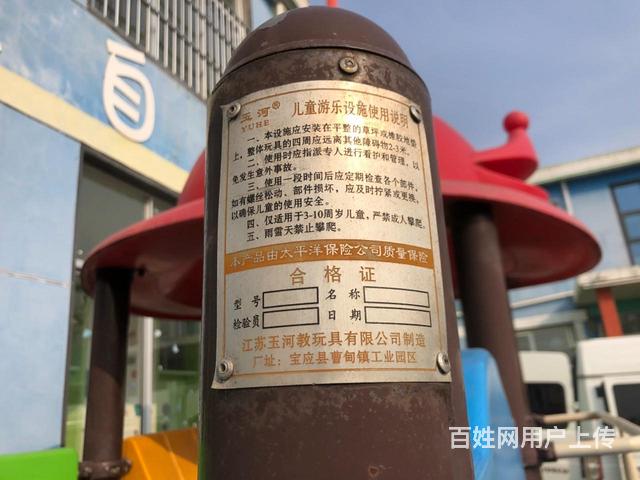 玉河® 儿童游乐设施使用说明
YUHE
一、本设施应安装在平整的草坪或橡胶地垫
上，整体玩具的四周应远离其他障碍物2-3米。
二、使用时应指派专人进行看护和管理，以
免发生意外事故。
三、使用一段时间后应定期检查各个部件，
如有螺丝松动、部件损坏，应及时拧紧或更换，
以确保儿童的使用安全。
四、仅适用于3-10周岁儿童，严禁成人攀爬。
五、雨雪天禁止攀爬。
本产品由太平洋保险公司质量保险
合格证
型号 名称
检验员 日期
江苏玉河教玩具有限公司制造
厂址：宝应县曹甸镇工业园区
百姓网用户上传